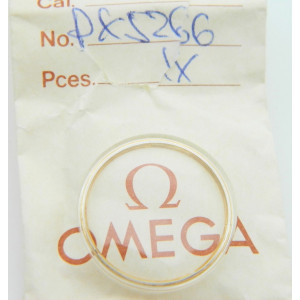 Cal.
No. PX5266
Pces. 1x
Ω
OMEGA